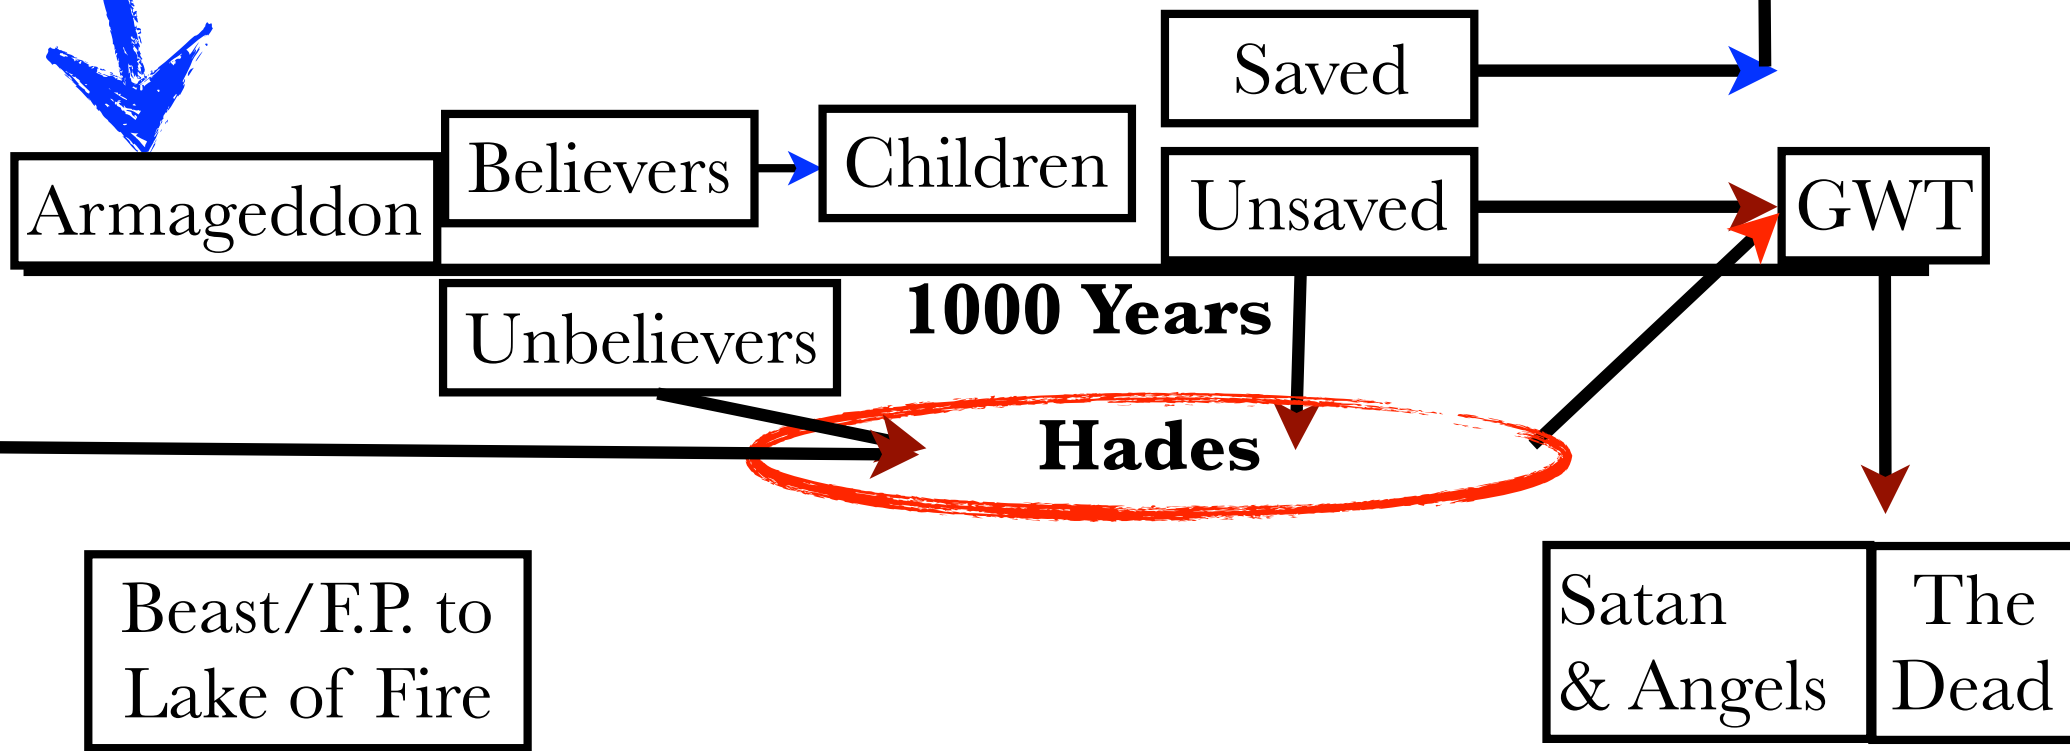 Saved
Believers
Children
Armageddon
Unsaved
GWT
1000 Years
Unbelievers
Hades
Beast/F.P. to
Lake of Fire
Satan
& Angels
The
Dead